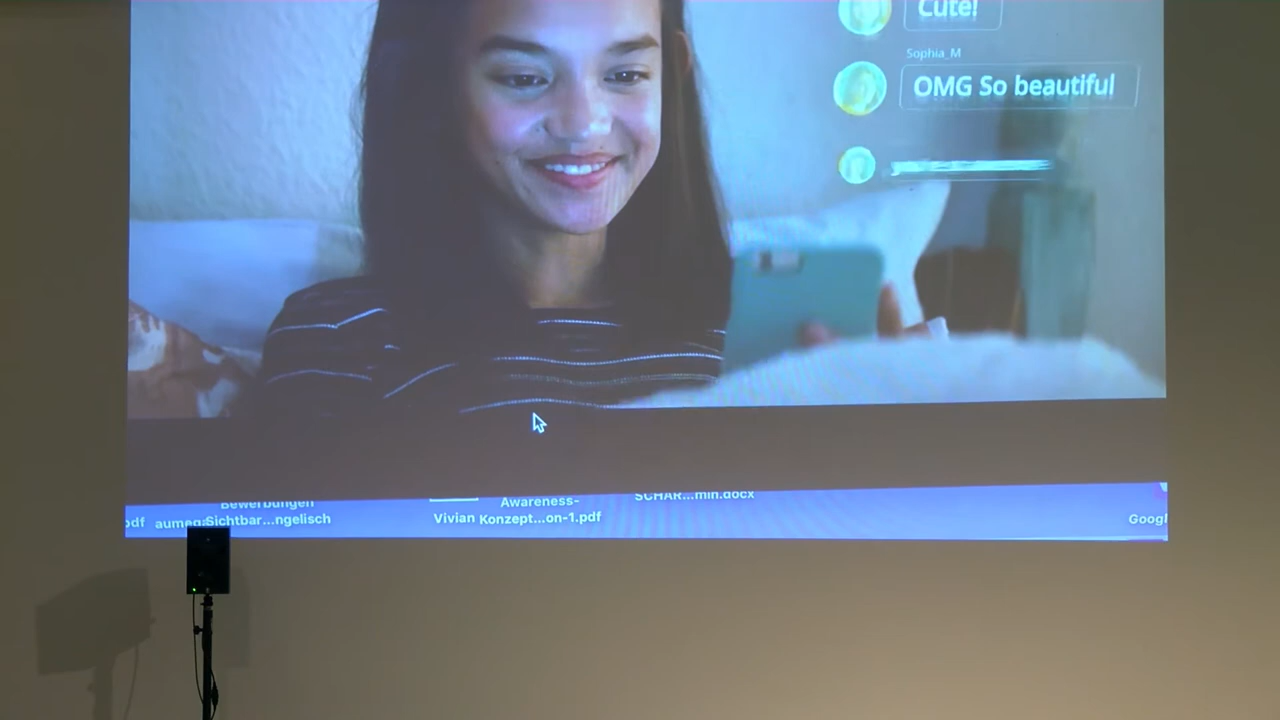 Cute!
Sophia_M
OMG So beautiful
Bewerbungen
Awareness-
SCHAR...min.docx
pdf
Sichtbar...ngelisch
Vivian
Konzept...on-1.pdf
Googl